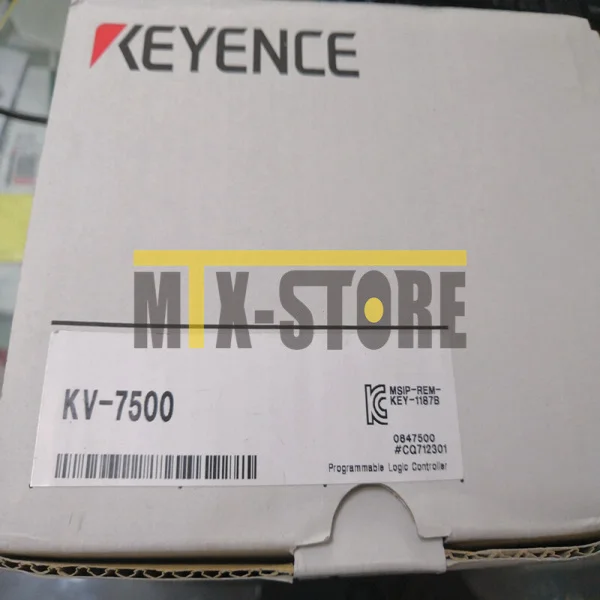 KEYENCE
MTX-STORE
KV-7500
MSIP-REM-
KEY-1187B
0647500
#CQ712301
Programmable Logic Controller